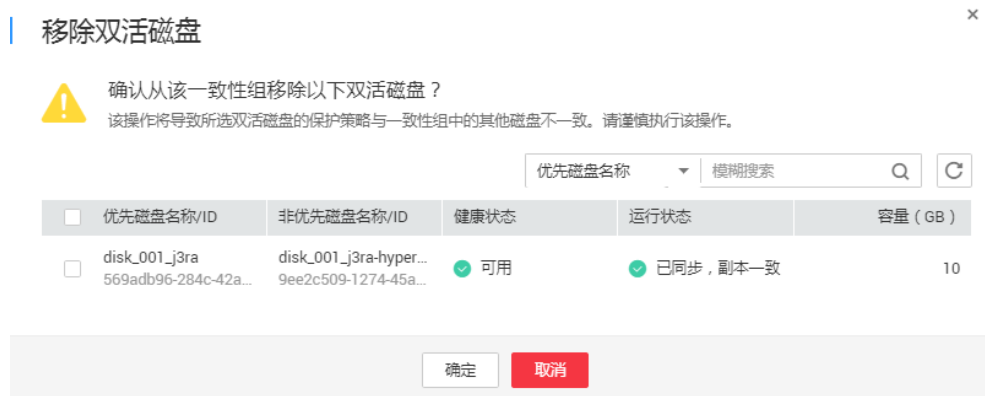 移除双活磁盘
确认从该一致性组移除以下双活磁盘？
该操作将导致所选双活磁盘的保护策略与一致性组中的其他磁盘不一致。请谨慎执行该操作。
优先磁盘名称 模糊搜索
优先磁盘名称/ID 非优先磁盘名称/ID 健康状态 运行状态 容量（GB）
disk_001_j3ra disk_001_j3ra-hyper... 可用 已同步，副本一致 10
569adb96-284c-42a... 9ee2c509-1274-45a...
确定 取消